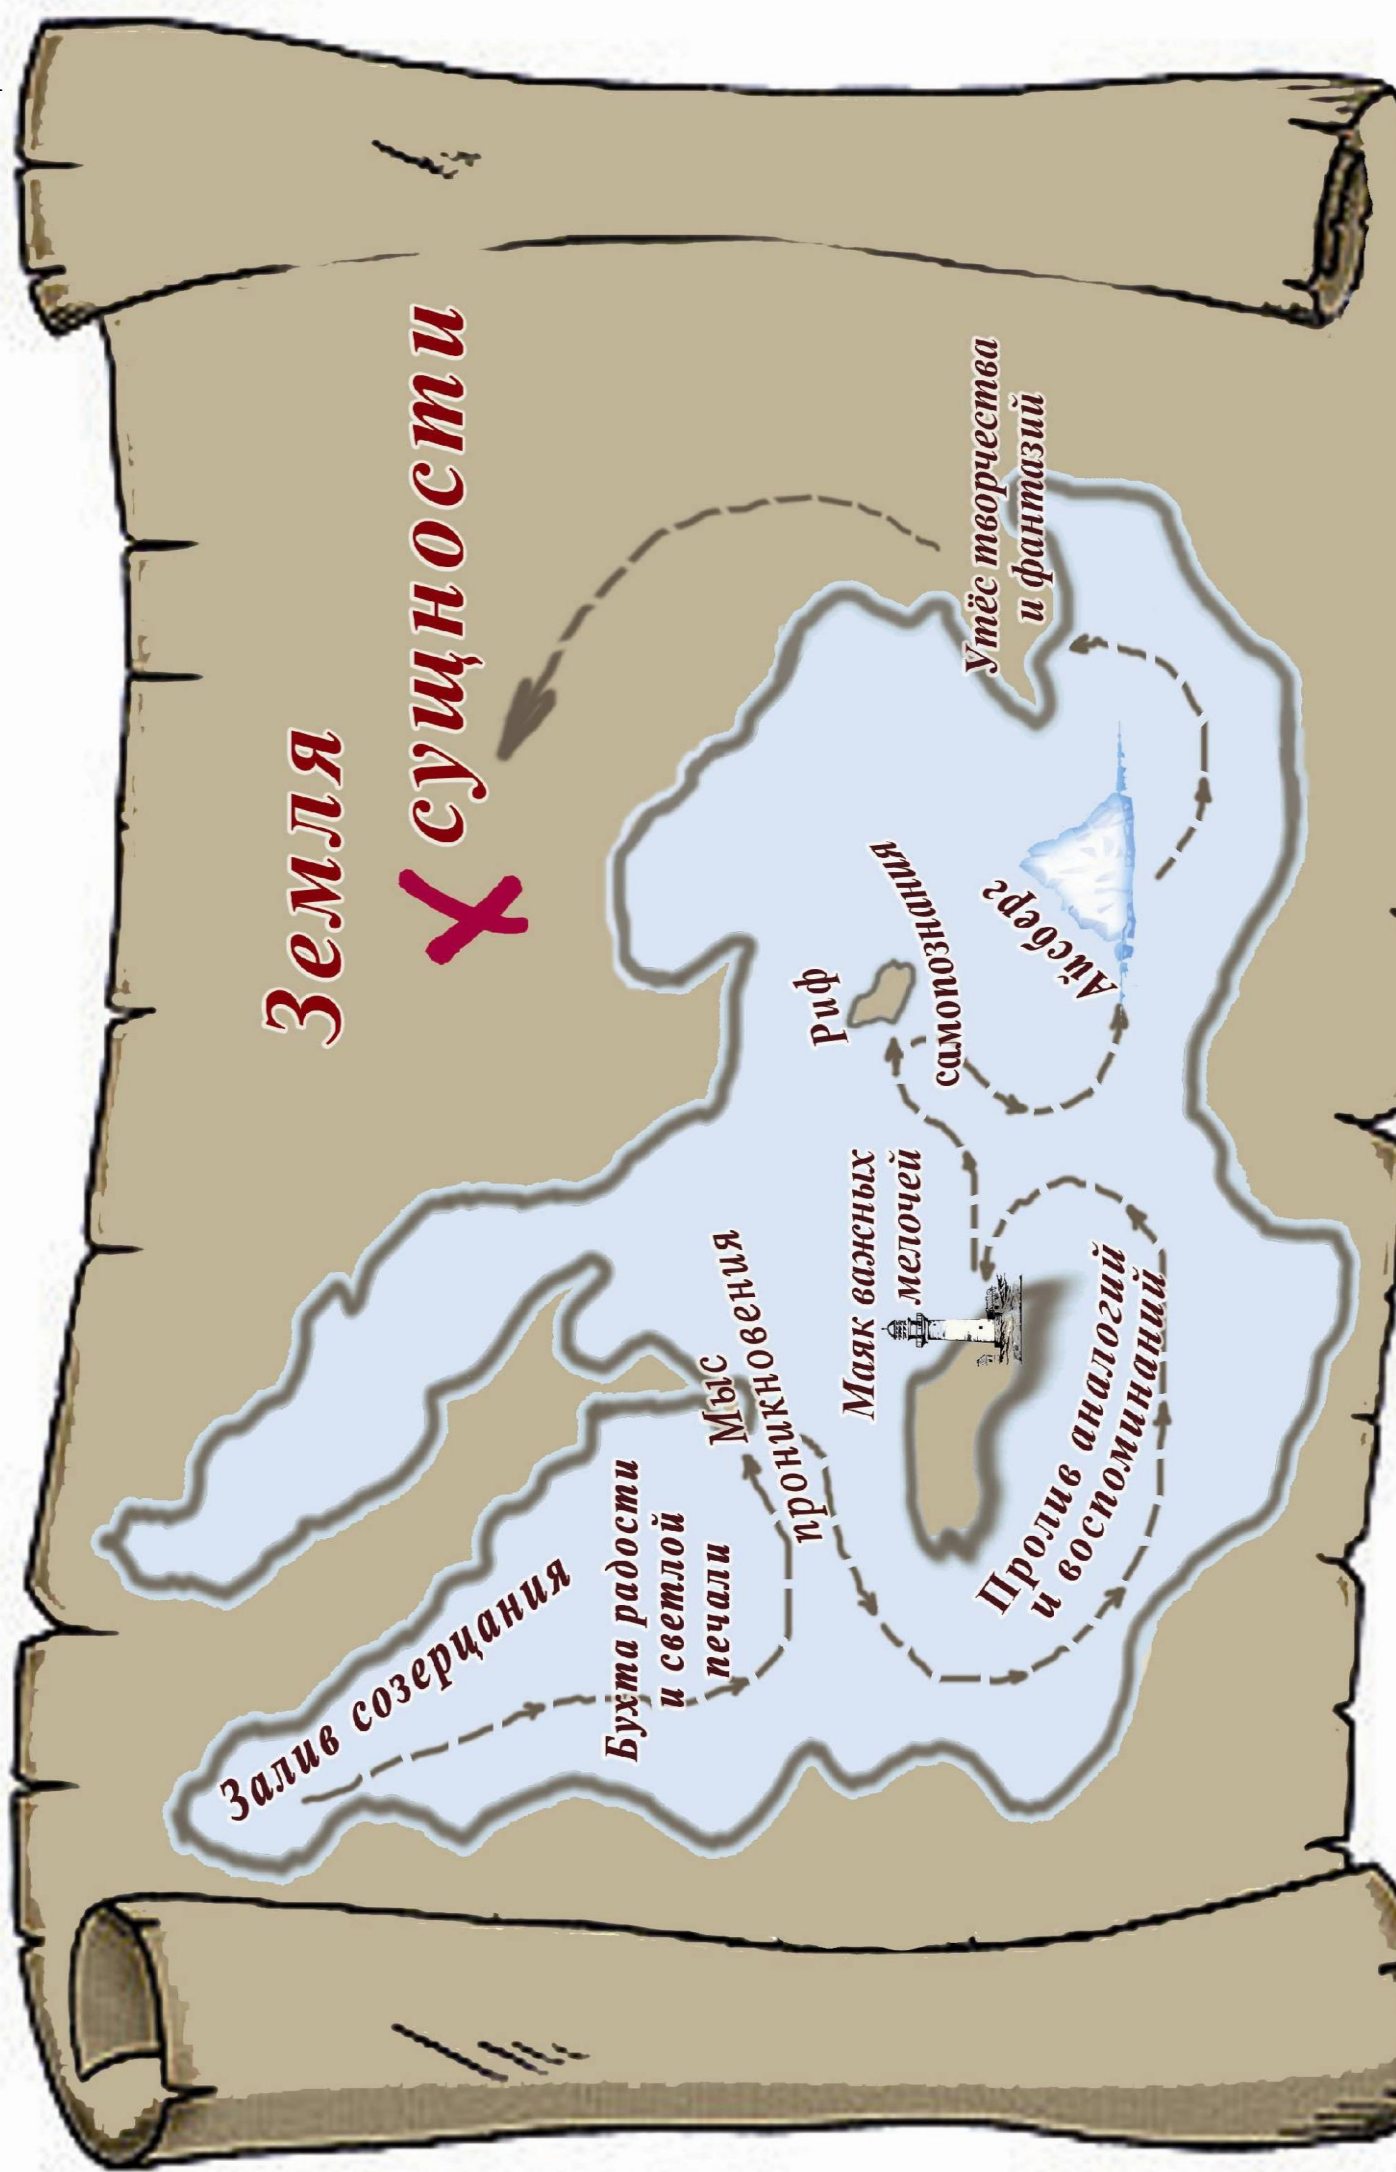 Земля
сущности
Залив созерцания
Бухта радости
и светлой
печали
Мыс
проникновения
Маяк важных
мелочей
Пролив аналогий
и воспоминаний
Риф
самопознания
Айсберг
Утёс творчества
и фантазий